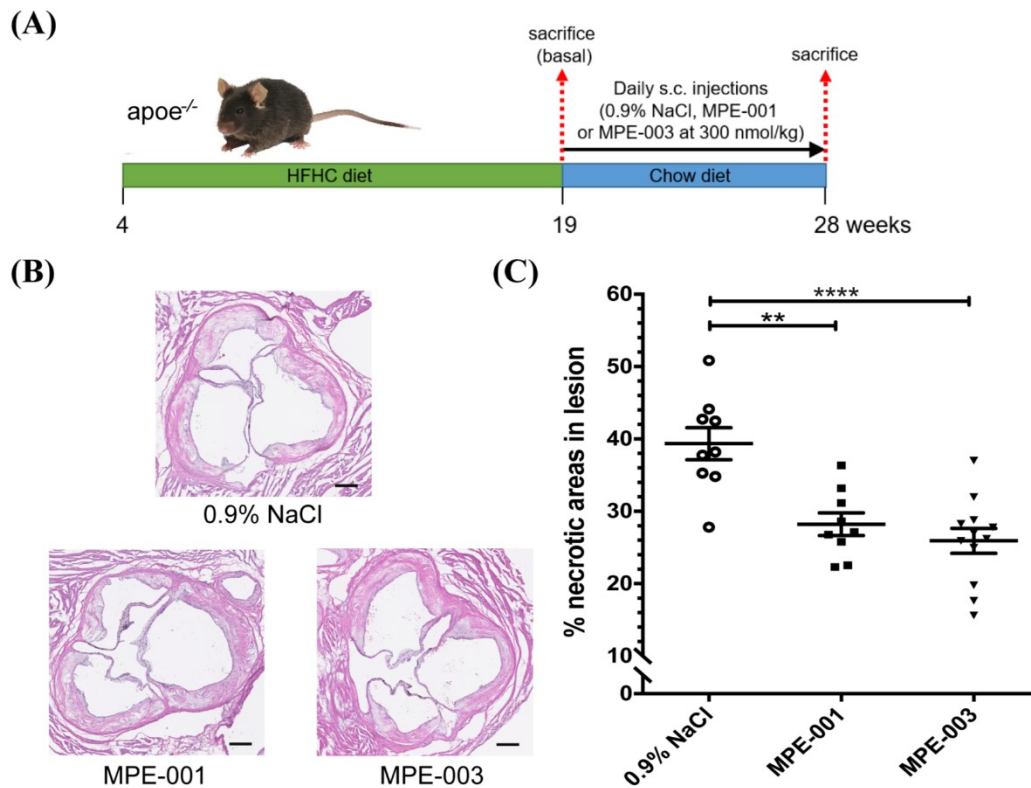 (A)
sacrifice
(basal)
sacrifice
Daily s.c. injections
(0.9% NaCl, MPE-001
or MPE-003 at 300 nmol/kg)
apoe-/-
HFHC diet
Chow diet
4
19
28 weeks
(B)
0.9% NaCl
MPE-001
MPE-003
(C)
% necrotic areas in lesion
60
50
40
30
20
10
0
****
**
0.9% NaCl
MPE-001
MPE-003